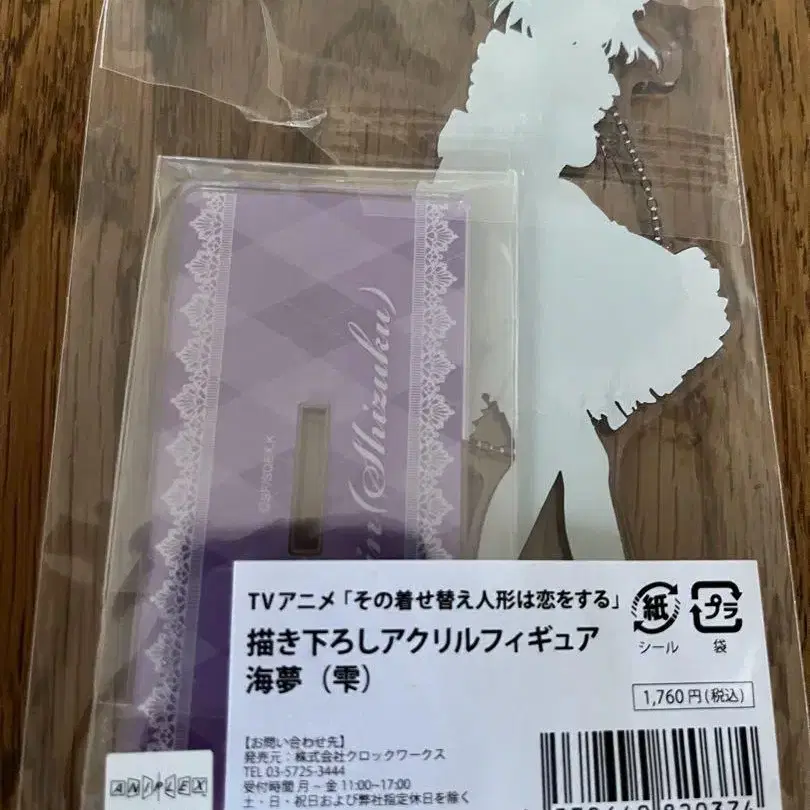 in (Shizuku)
TVアニメ「その着せ替え人形は恋をする」
描き下ろしアクリルフィギュア
海夢（雫）
紙
シール
プラ
袋
1,760円(税込)
【お問い合わせ先】
発売元：株式会社クロックワークス
TEL 03-5725-3444
受付時間 月～金 11:00~17:00
土・日・祝日および弊社指定休日を除く
ANIPLEX